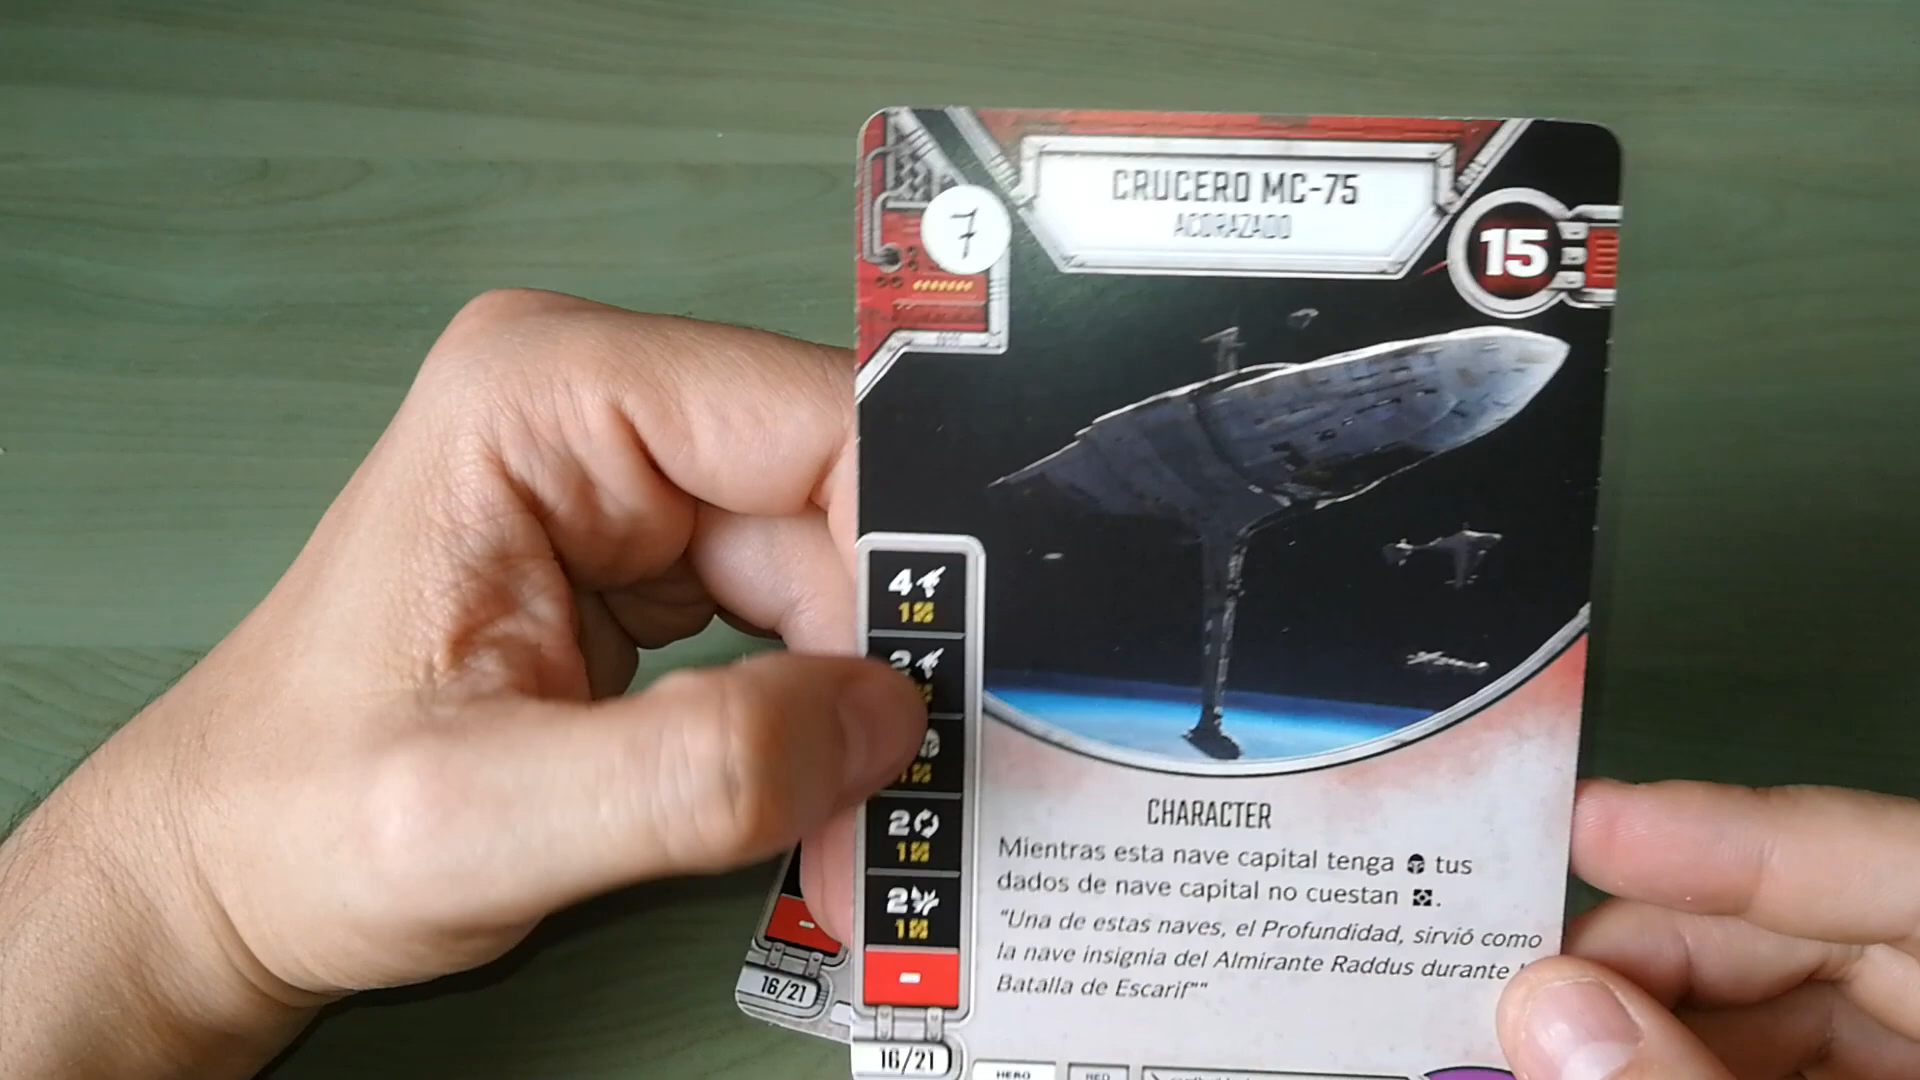 CRUCERO MC-75
ACORAZADO
7
15
4
1
2
1
2
1
2
1
-
16/21
CHARACTER
Mientras esta nave capital tenga tus
dados de nave capital no cuestan .
"Una de estas naves, el Profundidad, sirvió como
la nave insignia del Almirante Raddus durante
Batalla de Escarif""
HERO
RED
-
16/21